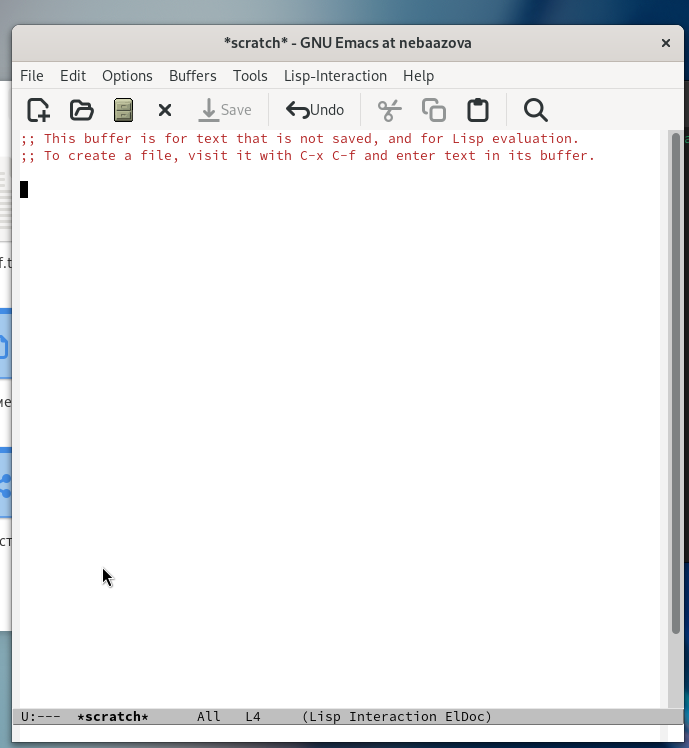 *scratch* - GNU Emacs at nebaazova
File Edit Options Buffers Tools Lisp-Interaction Help
Save Undo
;; This buffer is for text that is not saved, and for Lisp evaluation.
;; To create a file, visit it with C-x C-f and enter text in its buffer.
f.t
ме
ст
U:--- *scratch* All L4 (Lisp Interaction ElDoc)